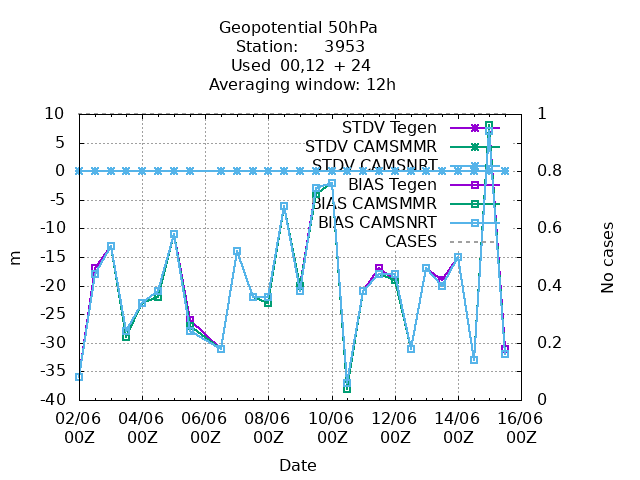 Geopotential 50hPa
Station: 3953
Used 00,12 + 24
Averaging window: 12h
10
5
0
-5
-10
-15
-20
-25
-30
-35
-40
m
1
0.8
0.6
0.4
0.2
0
No cases
STDV Tegen
STDV CAMSMMR
STDV CAMSNRT
BIAS Tegen
BIAS CAMSMMR
BIAS CAMSNRT
CASES
02/06 04/06 06/06 08/06 10/06 12/06 14/06 16/06
00Z 00Z 00Z 00Z 00Z 00Z 00Z 00Z
Date